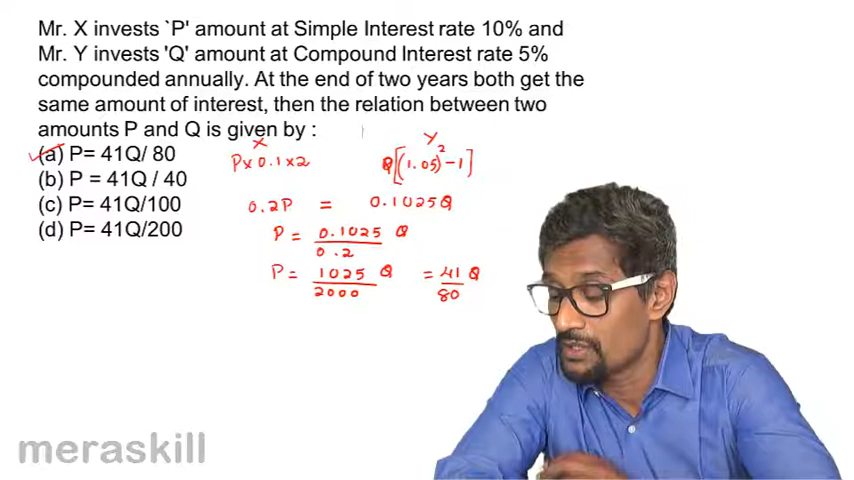 Mr. X invests `P' amount at Simple Interest rate 10% and
Mr. Y invests 'Q' amount at Compound Interest rate 5%
compounded annually. At the end of two years both get the
same amount of interest, then the relation between two
amounts P and Q is given by :
(a) P= 41Q/ 80
(b) P = 41Q / 40
(c) P= 41Q/100
(d) P= 41Q/200
X
P x 0.1 x 2
Y
Q[(1.05)² - 1]
0.2P = 0.1025Q
P = 0.1025 Q
0.2
P = 1025 Q = 41 Q
2000 80
meraskill